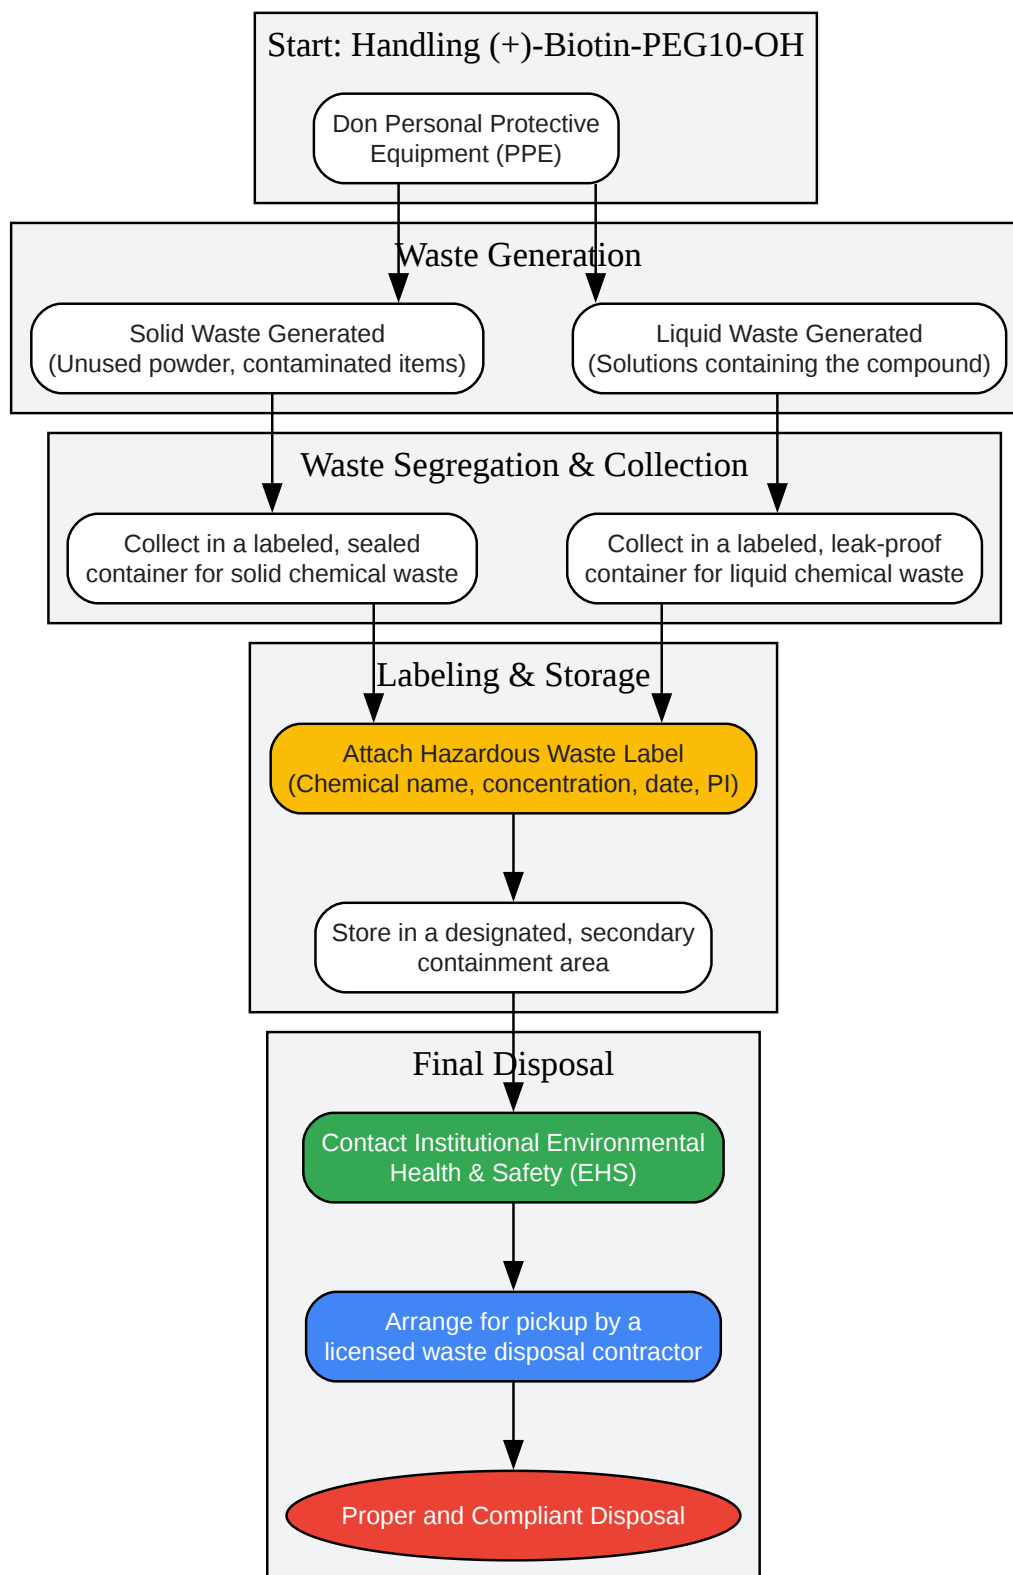 Start: Handling (+)-Biotin-PEG10-OH
Don Personal Protective
Equipment (PPE)
Waste Generation
Solid Waste Generated
(Unused powder, contaminated items)
Liquid Waste Generated
(Solutions containing the compound)
Waste Segregation & Collection
Collect in a labeled, sealed
container for solid chemical waste
Collect in a labeled, leak-proof
container for liquid chemical waste
Labeling & Storage
Attach Hazardous Waste Label
(Chemical name, concentration, date, PI)
Store in a designated, secondary
containment area
Final Disposal
Contact Institutional Environmental
Health & Safety (EHS)
Arrange for pickup by a
licensed waste disposal contractor
Proper and Compliant Disposal